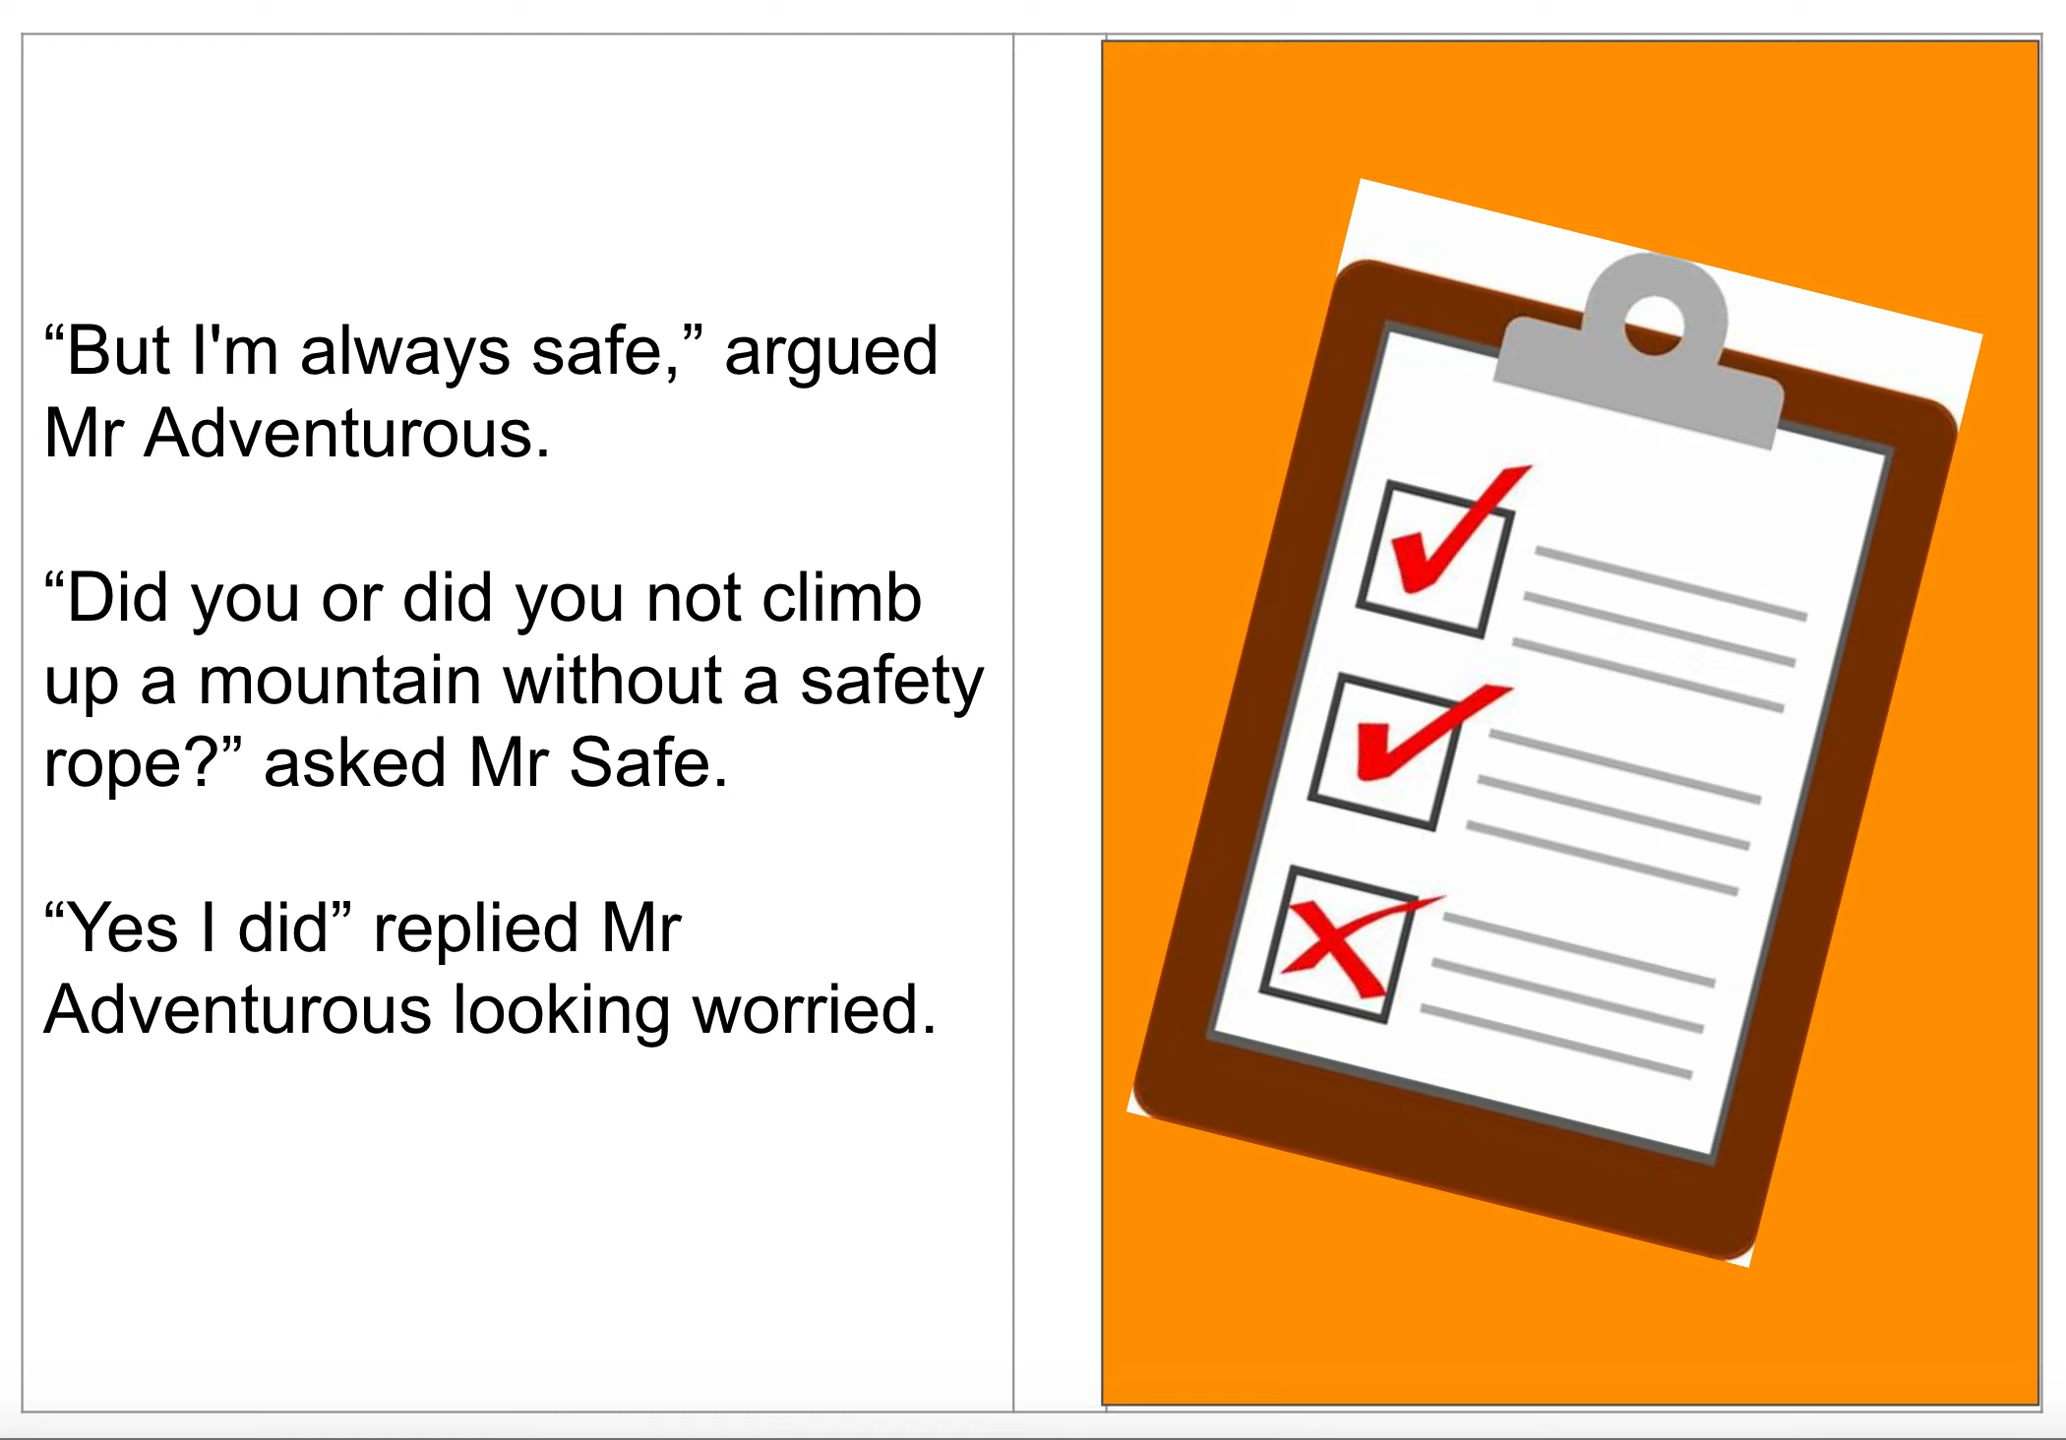 “But I'm always safe,” argued
Mr Adventurous.
“Did you or did you not climb
up a mountain without a safety
rope?” asked Mr Safe.
“Yes I did” replied Mr
Adventurous looking worried.